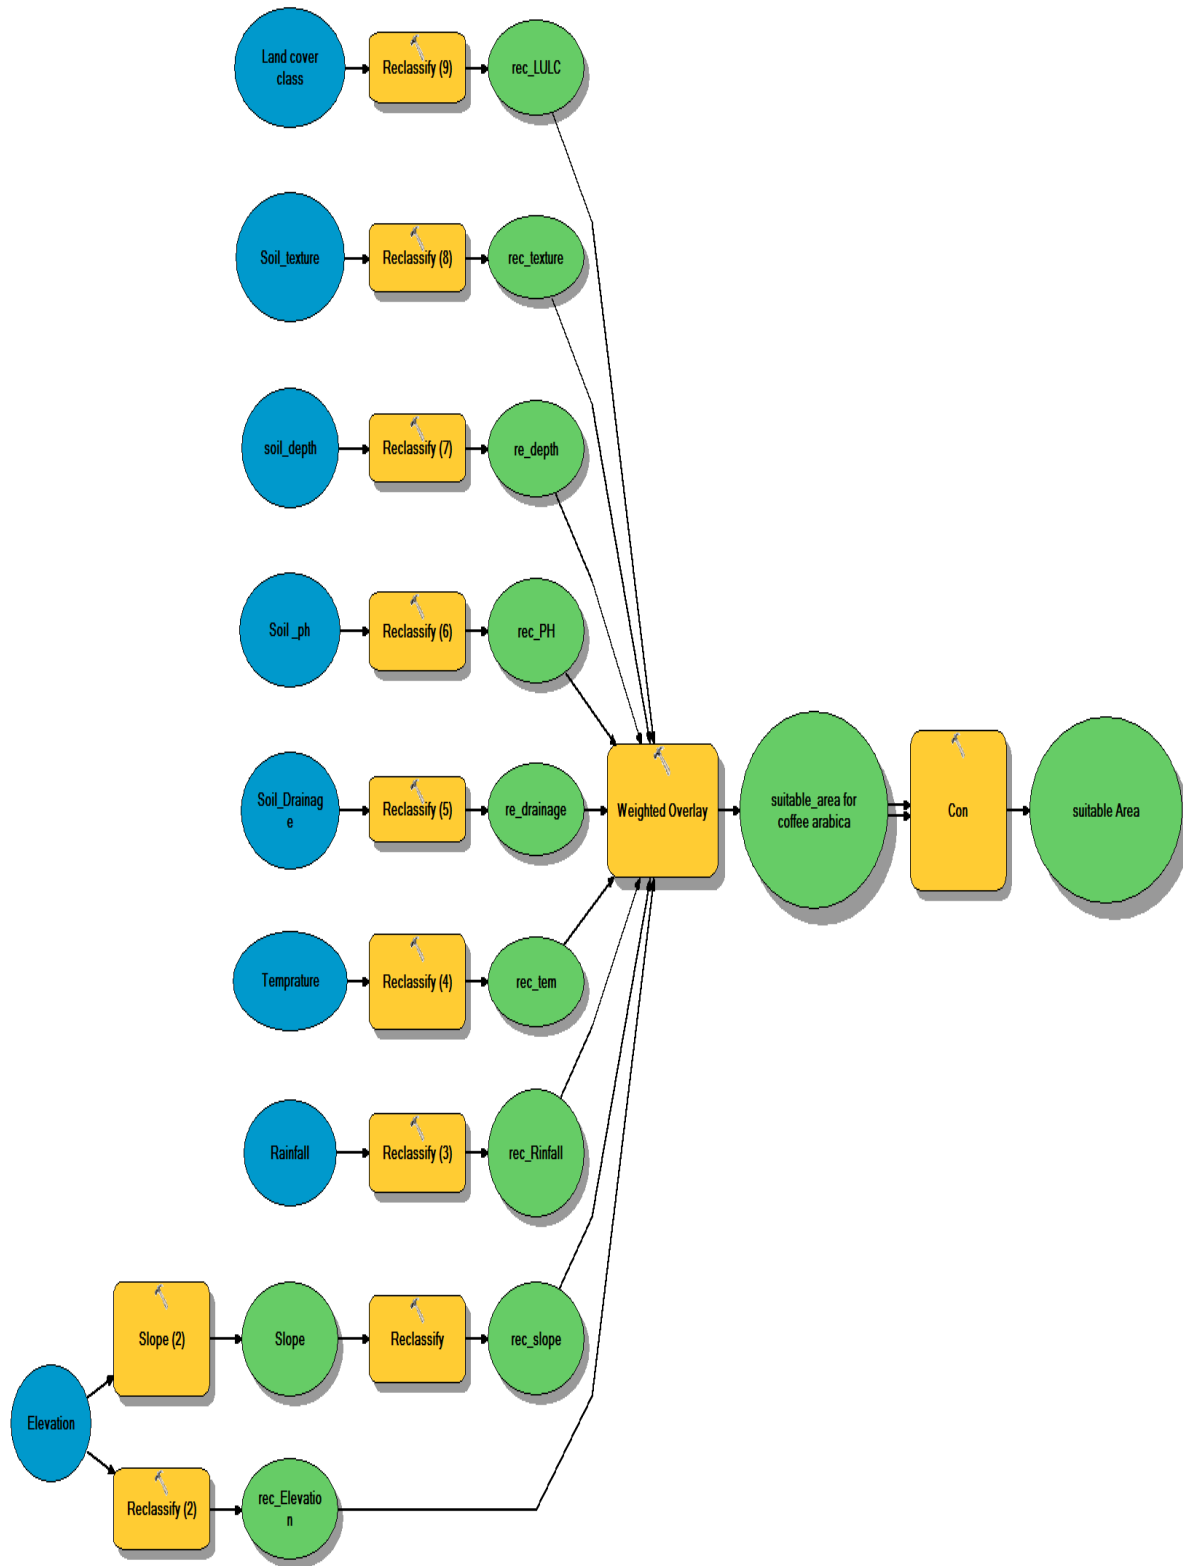 Land cover
class
Reclassify (9)
rec_LULC
Soil_texture
Reclassify (8)
rec_texture
soil_depth
Reclassify (7)
re_depth
Soil _ph
Reclassify (6)
rec_PH
Soil_Drainag
e
Reclassify (5)
re_drainage
Weighted Overlay
suitable_area for
coffee arabica
Con
suitable Area
Temprature
Reclassify (4)
rec_tem
Rainfall
Reclassify (3)
rec_Rinfall
Slope (2)
Slope
Reclassify
rec_slope
Elevation
Reclassify (2)
rec_Elevatio
n